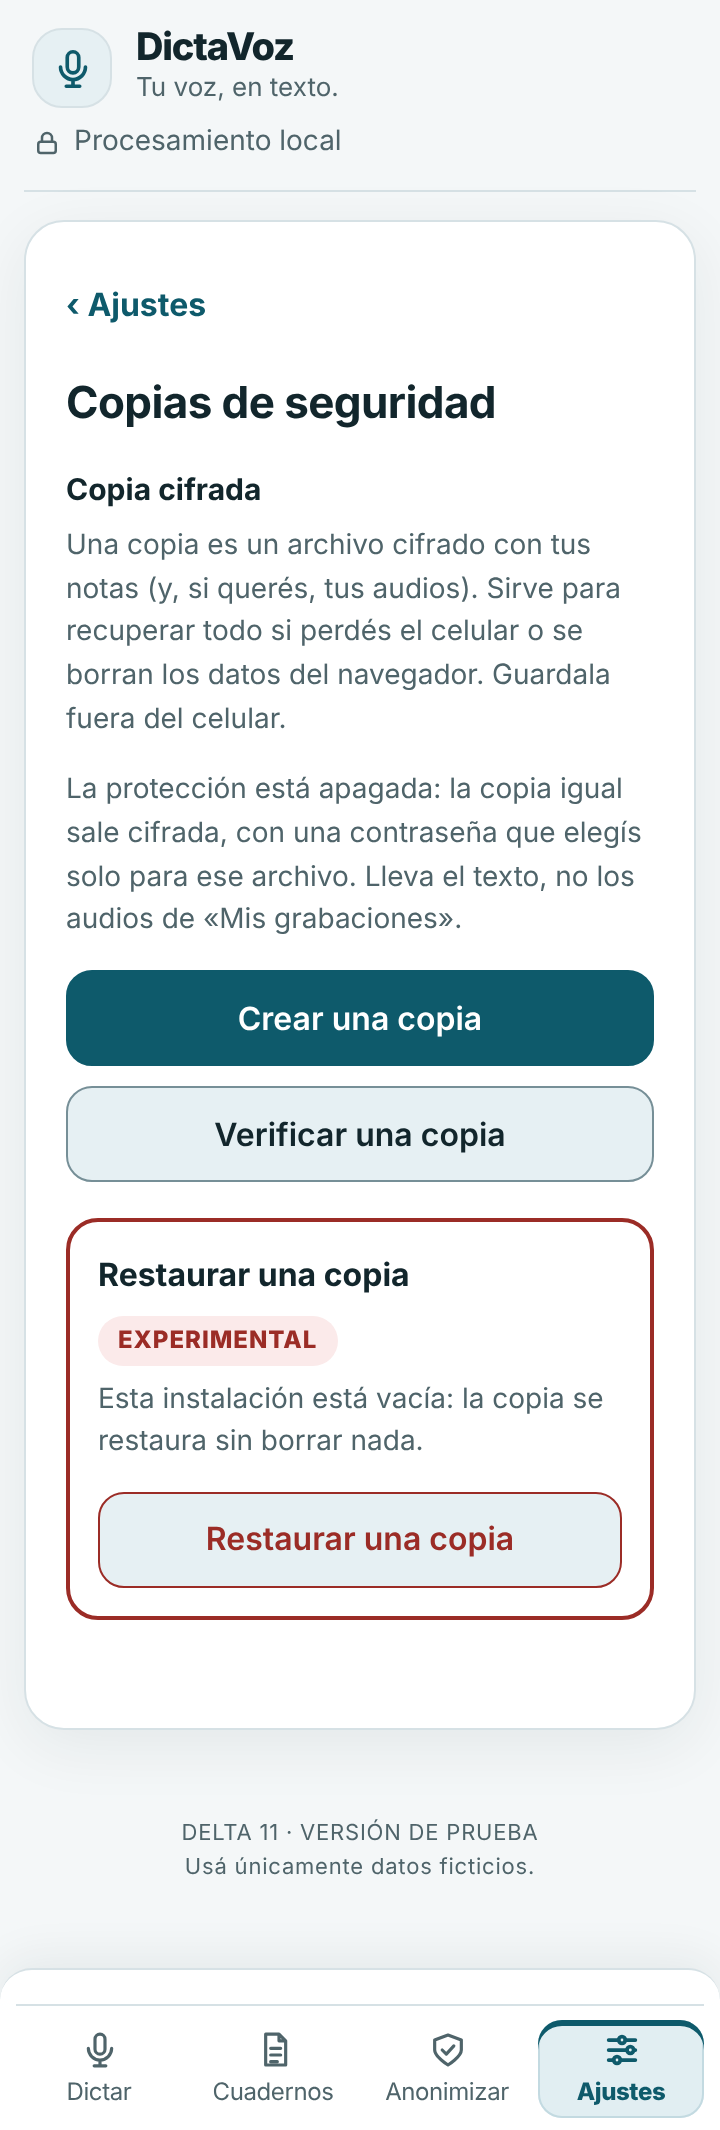 DictaVoz
Tu voz, en texto.
Procesamiento local
‹ Ajustes
Copias de seguridad
Copia cifrada
Una copia es un archivo cifrado con tus
notas (y, si querés, tus audios). Sirve para
recuperar todo si perdés el celular o se
borran los datos del navegador. Guardala
fuera del celular.
La protección está apagada: la copia igual
sale cifrada, con una contraseña que elegís
solo para ese archivo. Lleva el texto, no los
audios de «Mis grabaciones».
Crear una copia
Verificar una copia
Restaurar una copia
EXPERIMENTAL
Esta instalación está vacía: la copia se
restaura sin borrar nada.
Restaurar una copia
DELTA 11 · VERSIÓN DE PRUEBA
Usá únicamente datos ficticios.
Dictar
Cuadernos
Anonimizar
Ajustes